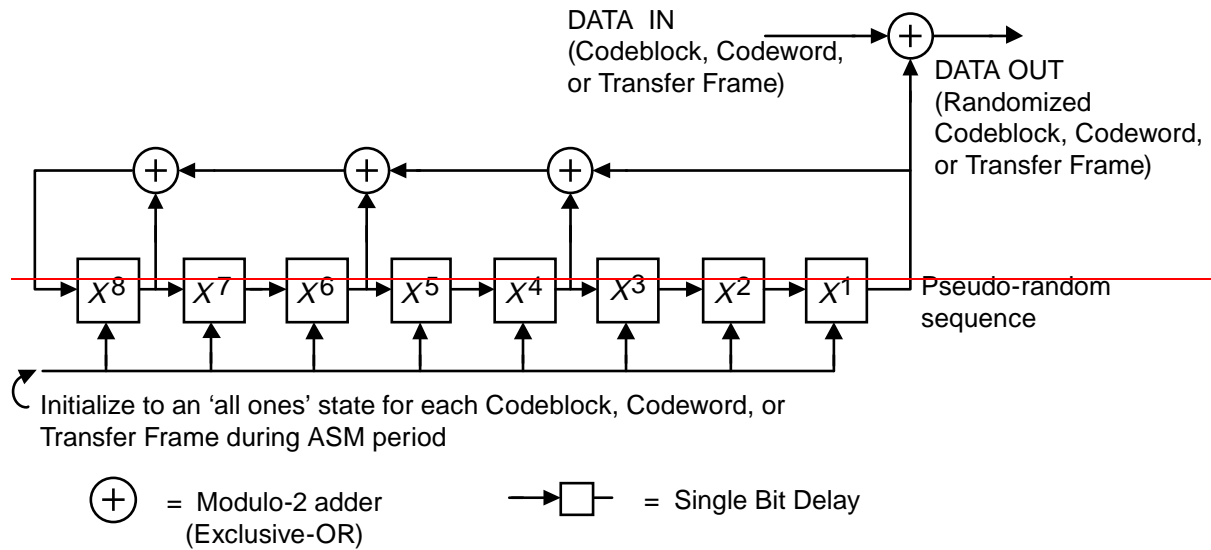 DATA IN
(Codeblock, Codeword,
or Transfer Frame)
DATA OUT
(Randomized
Codeblock, Codeword,
or Transfer Frame)
+ + + +
X8 X7 X6 X5 X4 X3 X2 X1
Pseudo-random
sequence
Initialize to an ‘all ones’ state for each Codeblock, Codeword, or
Transfer Frame during ASM period
+ = Modulo-2 adder
(Exclusive-OR)
= Single Bit Delay